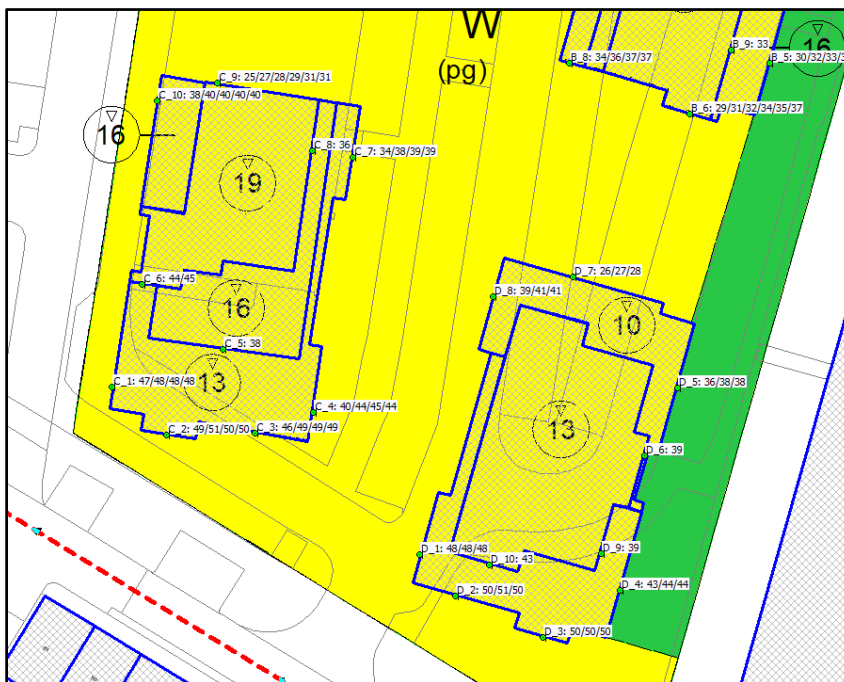 W
(pg)
B_8: 34/36/37/37
B_9: 33
16
B_5: 30/32/33/3
B_6: 29/31/32/34/35/37
C_9: 25/27/28/29/31/31
C_10: 38/40/40/40/40
16
C_8: 36
C_7: 34/38/39/39
19
C_6: 44/45
16
C_5: 38
13
C_1: 47/48/48/48
C_4: 40/44/45/44
C_2: 49/51/50/50
C_3: 46/49/49/49
D_7: 26/27/28
D_8: 39/41/41
10
D_5: 36/38/38
13
D_6: 39
D_1: 48/48/48
D_10: 43
D_9: 39
D_2: 50/51/50
D_4: 43/44/44
D_3: 50/50/50